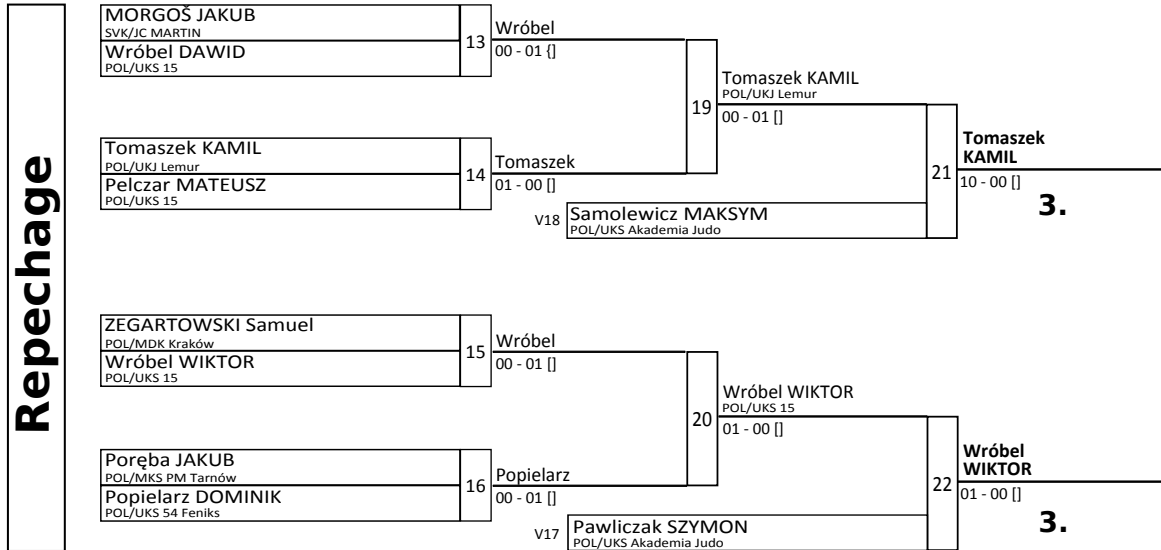 Repechage
MORGOŠ JAKUB
SVK/JC MARTIN
Wróbel DAWID
POL/UKS 15
13
Wróbel
00 - 01 {]
Tomaszek KAMIL
POL/UKJ Lemur
Pelczar MATEUSZ
POL/UKS 15
14
Tomaszek
01 - 00 []
19
Tomaszek KAMIL
POL/UKJ Lemur
00 - 01 []
V18
Samolewicz MAKSYM
POL/UKS Akademia Judo
21
Tomaszek
KAMIL
10 - 00 []
3.
ZEGARTOWSKI Samuel
POL/MDK Kraków
Wróbel WIKTOR
POL/UKS 15
15
Wróbel
00 - 01 []
Poręba JAKUB
POL/MKS PM Tarnów
Popielarz DOMINIK
POL/UKS 54 Feniks
16
Popielarz
00 - 01 []
20
Wróbel WIKTOR
POL/UKS 15
01 - 00 []
V17
Pawliczak SZYMON
POL/UKS Akademia Judo
22
Wróbel
WIKTOR
01 - 00 []
3.